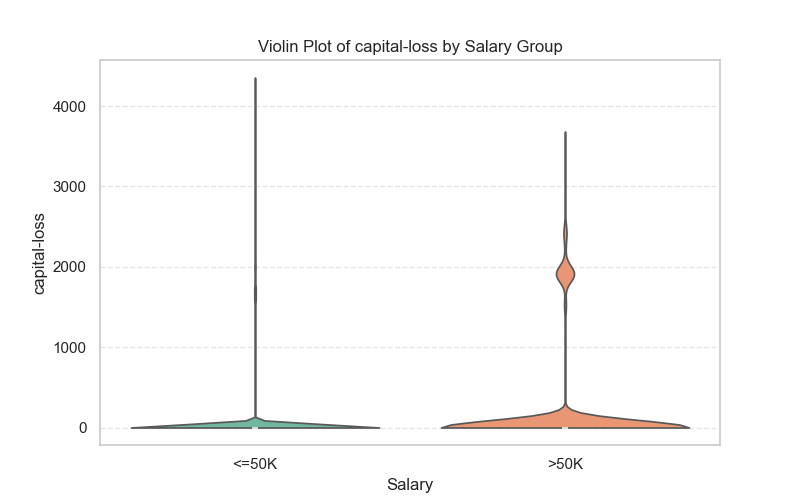 Violin Plot of capital-loss by Salary Group
capital-loss
4000
3000
2000
1000
0
<=50K
>50K
Salary